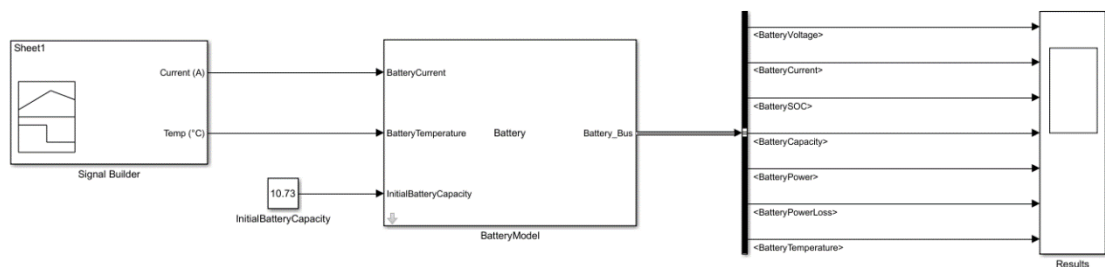 Sheet1
Current (A)
Temp (°C)
Signal Builder
10.73
InitialBatteryCapacity
BatteryCurrent
BatteryTemperature
InitialBatteryCapacity
Battery
Battery_Bus
BatteryModel
<BatteryVoltage>
<BatteryCurrent>
<BatterySOC>
<BatteryCapacity>
<BatteryPower>
<BatteryPowerLoss>
<BatteryTemperature>
Results